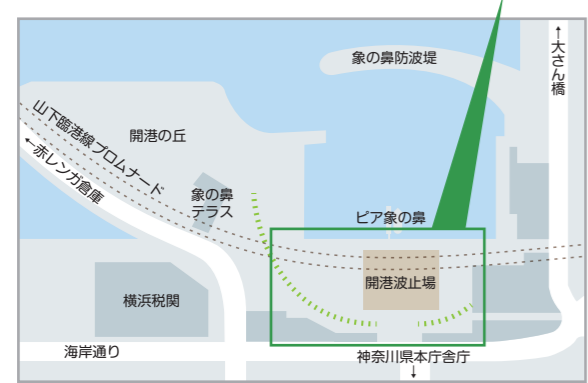 ↑大さん橋
象の鼻防波堤
山下臨港線プロムナード
開港の丘
←赤レンガ倉庫
象の鼻
テラス
ピア象の鼻
開港波止場
横浜税関
海岸通り
神奈川県本庁舎庁
↓